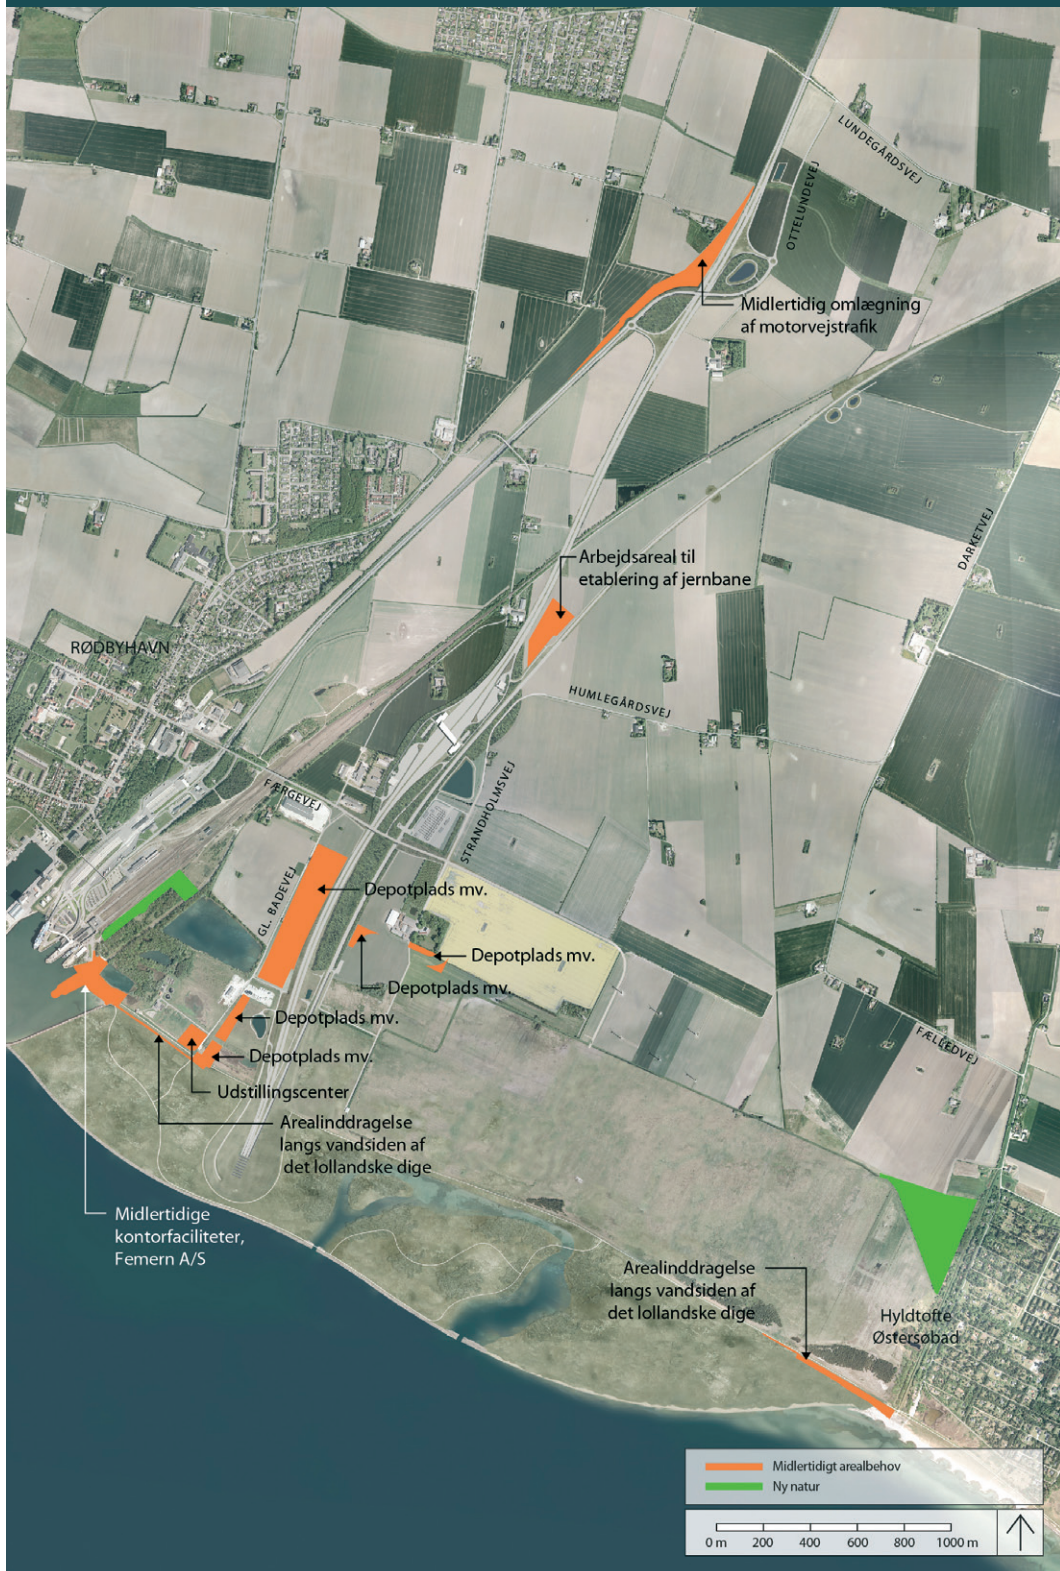 LUNDEGÅRDSVEJ
OTTELUNDEVEJ
Midlertidig omlægning
af motorvejstrafik
DARKETVEJ
Arbejdsareal til
etablering af jernbane
RØDBYHAVN
HUMLEGÅRDSVEJ
FÆRGEVEJ
STRANDHOLMSVEJ
GL. BADEVEJ
Depotplads mv.
Depotplads mv.
Depotplads mv.
Depotplads mv.
FÆLLEDVEJ
Depotplads mv.
Udstillingscenter
Arealinddragelse
langs vandsiden af
det lollandske dige
Midlertidige
kontorfaciliteter,
Femern A/S
Arealinddragelse
langs vandsiden af
det lollandske dige
Hyldtofte
Østersøbad
Midlertidigt arealbehov
Ny natur
0 m 200 400 600 800 1000 m